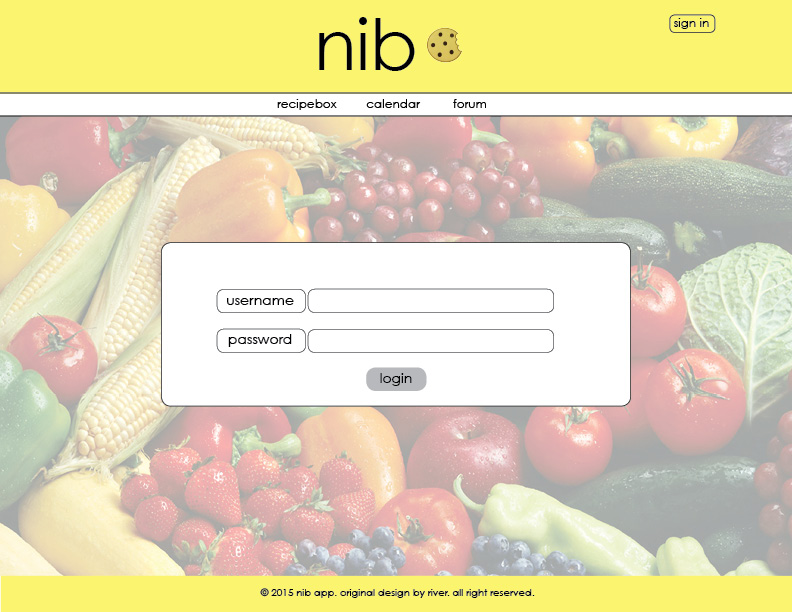 nib
sign in
recipebox calendar forum
username
password
login
© 2015 nib app. original design by river. all right reserved.